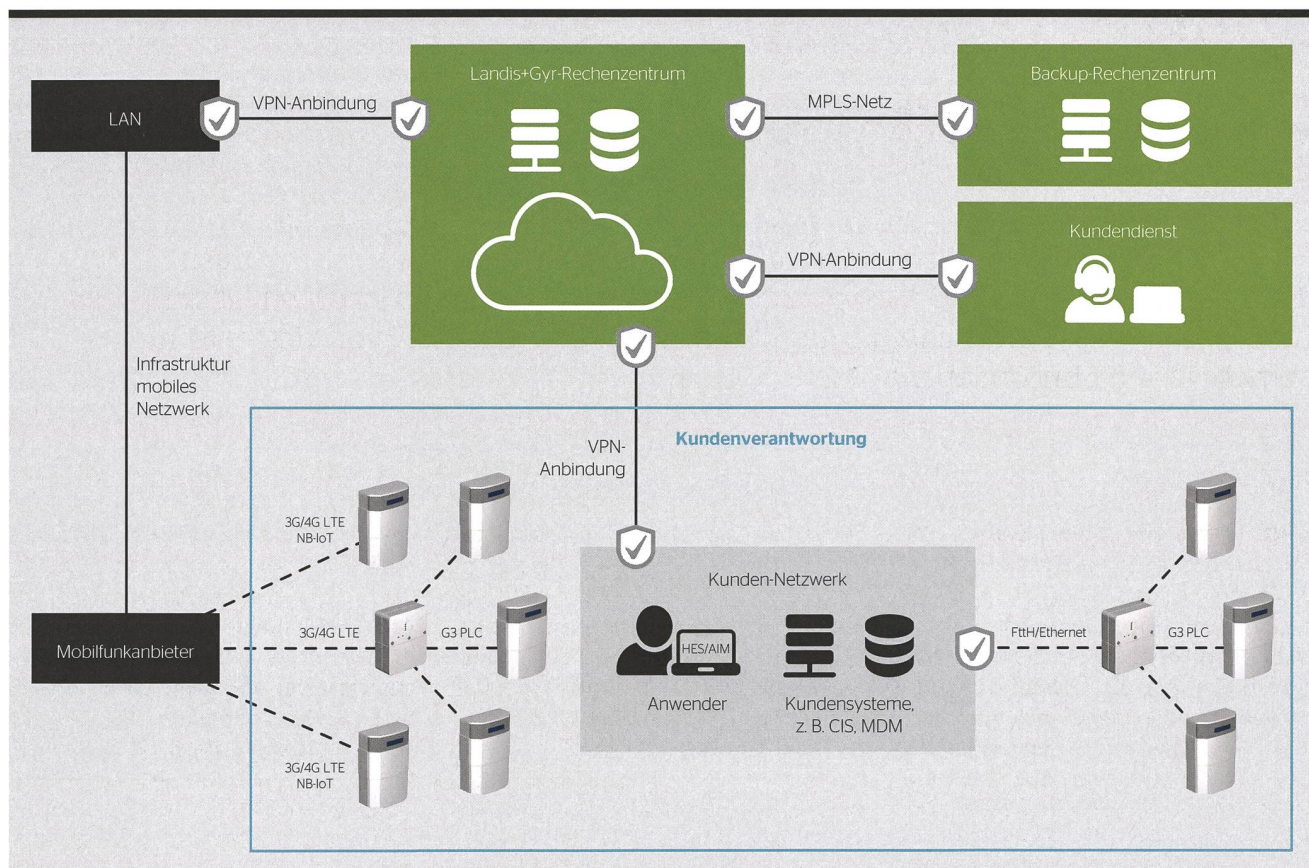 Landis+Gyr-Rechenzentrum
Backup-Rechenzentrum
LAN
VPN-Anbindung
MPLS-Netz
Kundendienst
VPN-Anbindung
Infrastruktur
mobiles
Netzwerk
Kundenverantwortung
VPN-
Anbindung
3G/4G LTE
NB-IoT
Kunden-Netzwerk
Mobilfunkanbieter
3G/4G LTE
G3 PLC
HES/AIM
FttH/Ethernet
G3 PLC
Anwender
Kundensysteme,
z. B. CIS, MDM
3G/4G LTE
NB-IoT